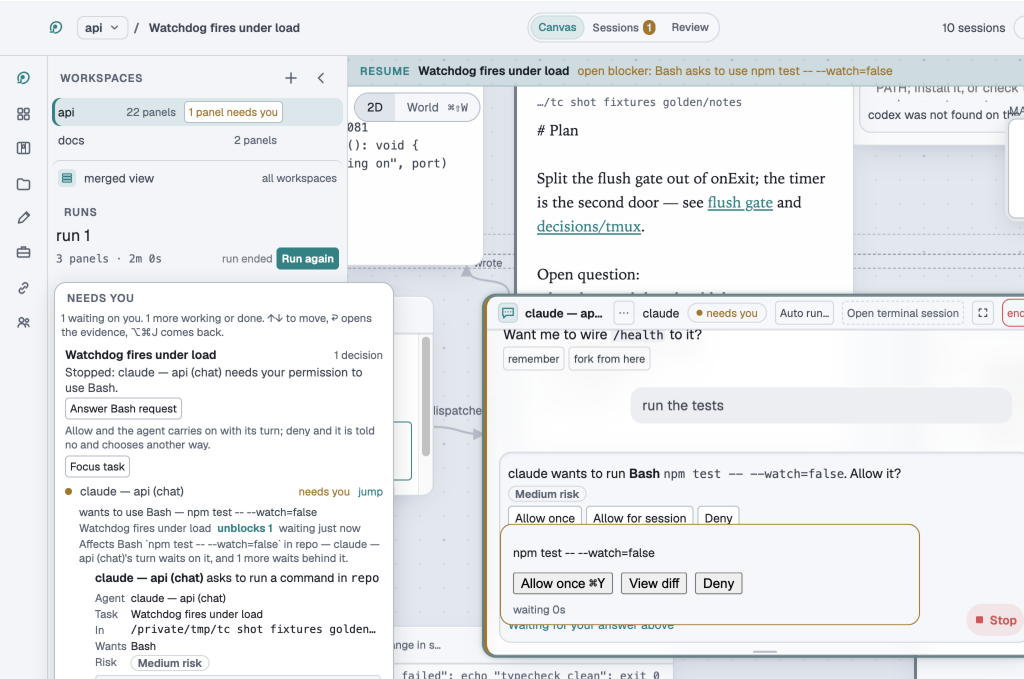 api
/
Watchdog fires under load
Canvas
Sessions 1
Review
10 sessions
WORKSPACES
api
22 panels
1 panel needs you
docs
2 panels
merged view
all workspaces
RUNS
run 1
3 panels · 2m 0s
run ended
Run again
NEEDS YOU
1 waiting on you. 1 more working or done. ↑↓ to move, ↩ opens
the evidence, ⌥⌘J comes back.
Watchdog fires under load
1 decision
Stopped: claude — api (chat) needs your permission to
use Bash.
Answer Bash request
Allow and the agent carries on with its turn; deny and it is told
no and chooses another way.
Focus task
claude — api (chat)
needs you
jump
wants to use Bash — npm test -- --watch=false
Watchdog fires under load unblocks 1 waiting just now
Affects Bash `npm test -- --watch=false` in repo — claude —
api (chat)'s turn waits on it, and 1 more waits behind it.
claude — api (chat) asks to run a command in repo
Agent claude — api (chat)
Task Watchdog fires under load
In /private/tmp/tc shot fixtures golden…
Wants Bash
Risk Medium risk
RESUME Watchdog fires under load open blocker: Bash asks to use npm test -- --watch=false
2D
World ⌘⇧W
081
(): void {
ing on", port)
wrote
…/tc shot fixtures golden/notes
# Plan
Split the flush gate out of onExit; the timer
is the second door — see flush gate and
decisions/tmux.
Open question:
PATH; install it, or check
codex was not found on the
MA
dispatche
claude — ap...
···
claude
needs you
Auto run...
Open terminal session
end
Want me to wire /health to it?
remember
fork from here
run the tests
claude wants to run Bash npm test -- --watch=false. Allow it?
Medium risk
Allow once
Allow for session
Deny
npm test -- --watch=false
Allow once ⌘Y
View diff
Deny
waiting 0s
Waiting for your answer above
Stop
nge in s…
failed"; echo "typecheck clean"; exit 0